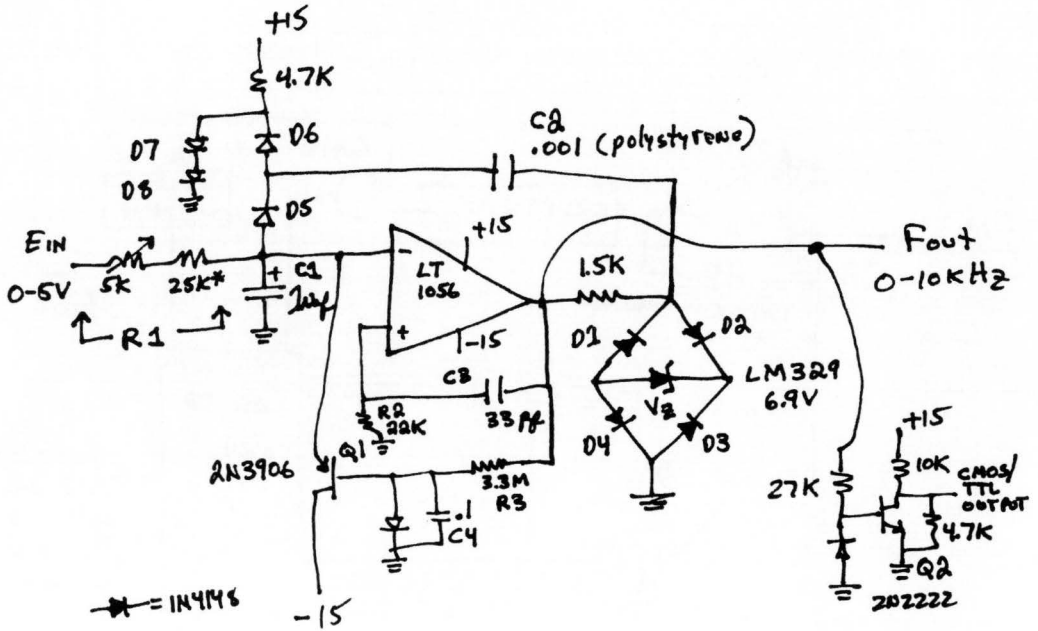 +15
4.7K
D7
D6
D8
D5
C2
.001 (polystyrene)
EIN
0-5V
5K
25K*
R1
C1
+
-
LT
1056
+
+15
-15
1.5K
Fout
0-10KHz
D1
D2
VZ
LM329
6.9V
D4
D3
C3
33pf
R2
22K
Q1
2N3906
3.3M
R3
.1
C4
-15
27K
+15
10K
CMOS/
TTL
OUTPUT
4.7K
Q2
2N2222
= 1N4148